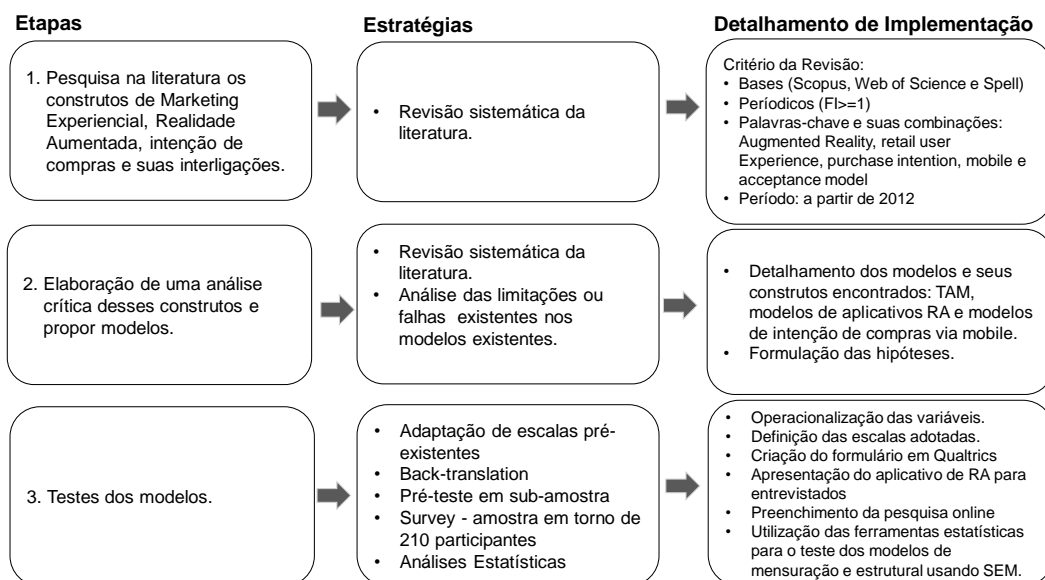 Etapas
Estratégias
Detalhamento de Implementação
1. Pesquisa na literatura os
construtos de Marketing
Experiencial, Realidade
Aumentada, intenção de
compras e suas interligações.
• Revisão sistemática da
literatura.
Critério da Revisão:
• Bases (Scopus, Web of Science e Spell)
• Períodicos (FI>=1)
• Palavras-chave e suas combinações:
Augmented Reality, retail user
Experience, purchase intention, mobile e
acceptance model
• Período: a partir de 2012
2. Elaboração de uma análise
crítica desses construtos e
propor modelos.
• Revisão sistemática da
literatura.
• Análise das limitações ou
falhas existentes nos
modelos existentes.
• Detalhamento dos modelos e seus
construtos encontrados: TAM,
modelos de aplicativos RA e modelos
de intenção de compras via mobile.
• Formulação das hipóteses.
3. Testes dos modelos.
• Adaptação de escalas pré-
existentes
• Back-translation
• Pré-teste em sub-amostra
• Survey - amostra em torno de
210 participantes
• Análises Estatísticas
• Operacionalização das variáveis.
• Definição das escalas adotadas.
• Criação do formulário em Qualtrics
• Apresentação do aplicativo de RA para
entrevistados
• Preenchimento da pesquisa online
• Utilização das ferramentas estatísticas
para o teste dos modelos de
mensuração e estrutural usando SEM.